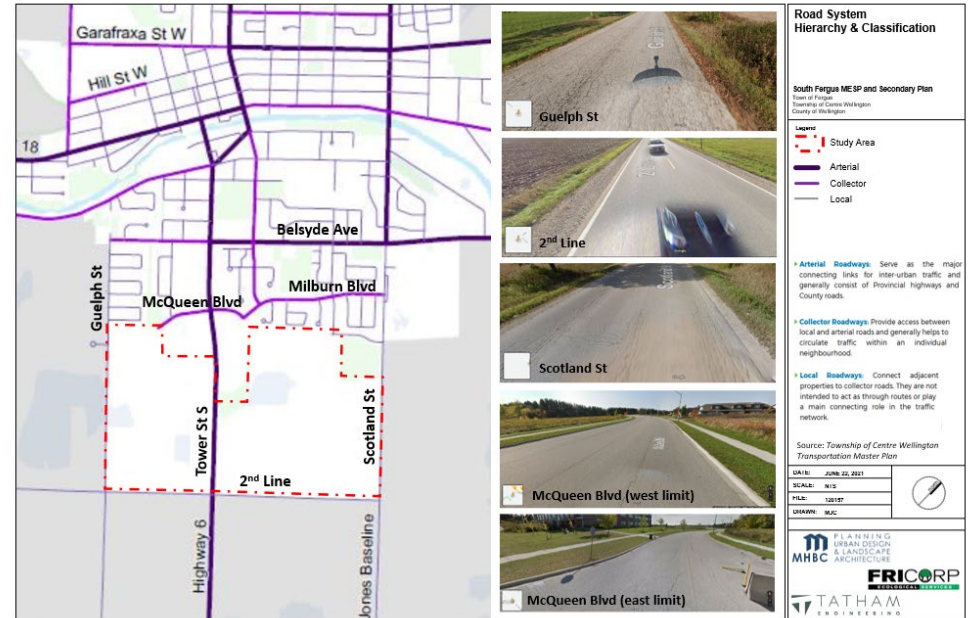 Garafraxa St W
Hill St W
18
Belsyde Ave
Guelph St
McQueen Blvd
Milburn Blvd
Tower St S
Scotland St
2nd Line
Highway 6
Jones Baseline
Guelph St
2nd Line
Scotland St
McQueen Blvd (west limit)
McQueen Blvd (east limit)
Road System
Hierarchy & Classification
South Fergus MESP and Secondary Plan
Town of Fergus
Township of Centre Wellington
County of Wellington
Legend
Study Area
Arterial
Collector
Local
Arterial Roadways: Serve as the major
connecting links for inter-urban traffic and
generally consist of Provincial highways and
County roads.
Collector Roadways: Provide access between
local and arterial roads and generally helps to
circulate traffic within an individual
neighbourhood.
Local Roadways: Connect adjacent
properties to collector roads. They are not
intended to act as through routes or play
a main connecting role in the traffic
network.
Source: Township of Centre Wellington
Transportation Master Plan
DATE: JUNE 22, 2021
SCALE: NTS
FILE: 120157
DRAWN: MJC
MHBC
PLANNING
URBAN DESIGN
& LANDSCAPE
ARCHITECTURE
FRICORP
ECOLOGICAL SERVICES
TATHAM
ENGINEERING